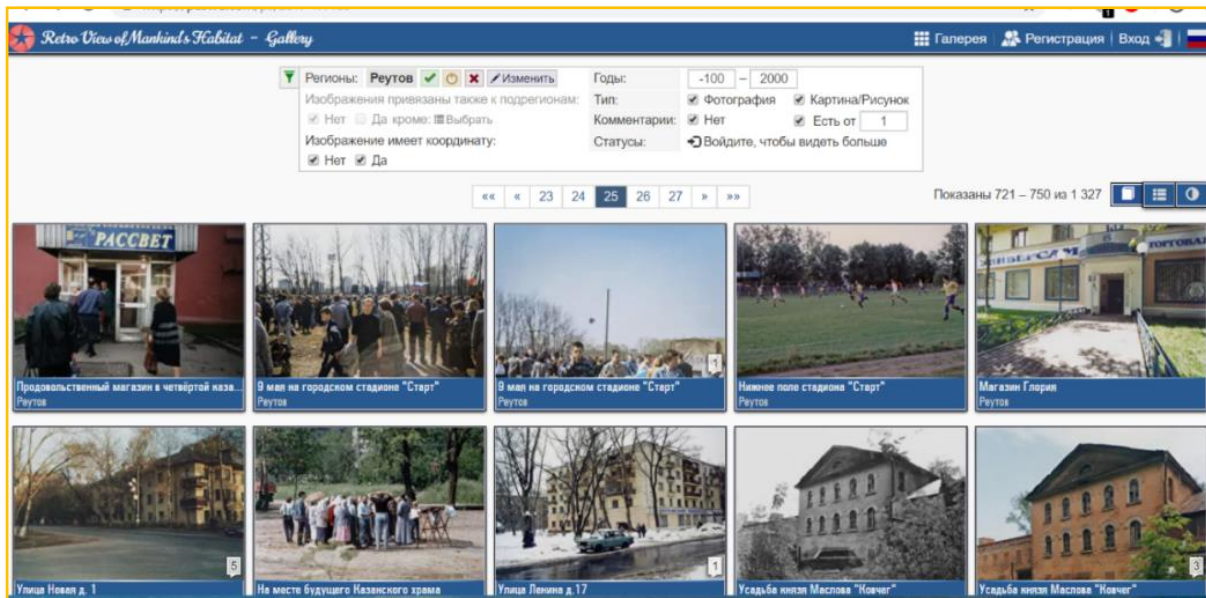 Retro View of Mankind's Habitat - Gallery
Галерея
Регистрация
Вход
Регионы: Реутов Изменить
Изображения привязаны также к подрегионам:
Нет Да кроме: Выбрать
Изображение имеет координату:
Нет Да
Годы: -100 – 2000
Тип: Фотография Картина/Рисунок
Комментарии: Нет Есть от 1
Статусы: Войдите, чтобы видеть больше
«« « 23 24 25 26 27 » »»
Показаны 721 – 750 из 1 327
РАССВЕТ
Продовольственный магазин в четвёртой каза...
Реутов
9 мая на городском стадионе "Старт"
Реутов
1
9 мая на городском стадионе "Старт"
Реутов
Нижнее поле стадиона "Старт"
Реутов
Магазин Глория
Реутов
5
Улица Новая д. 1
На месте будущего Казанского храма
1
Улица Ленина д.17
Усадьба князя Маслова "Ковчег"
3
Усадьба князя Маслова "Ковчег"